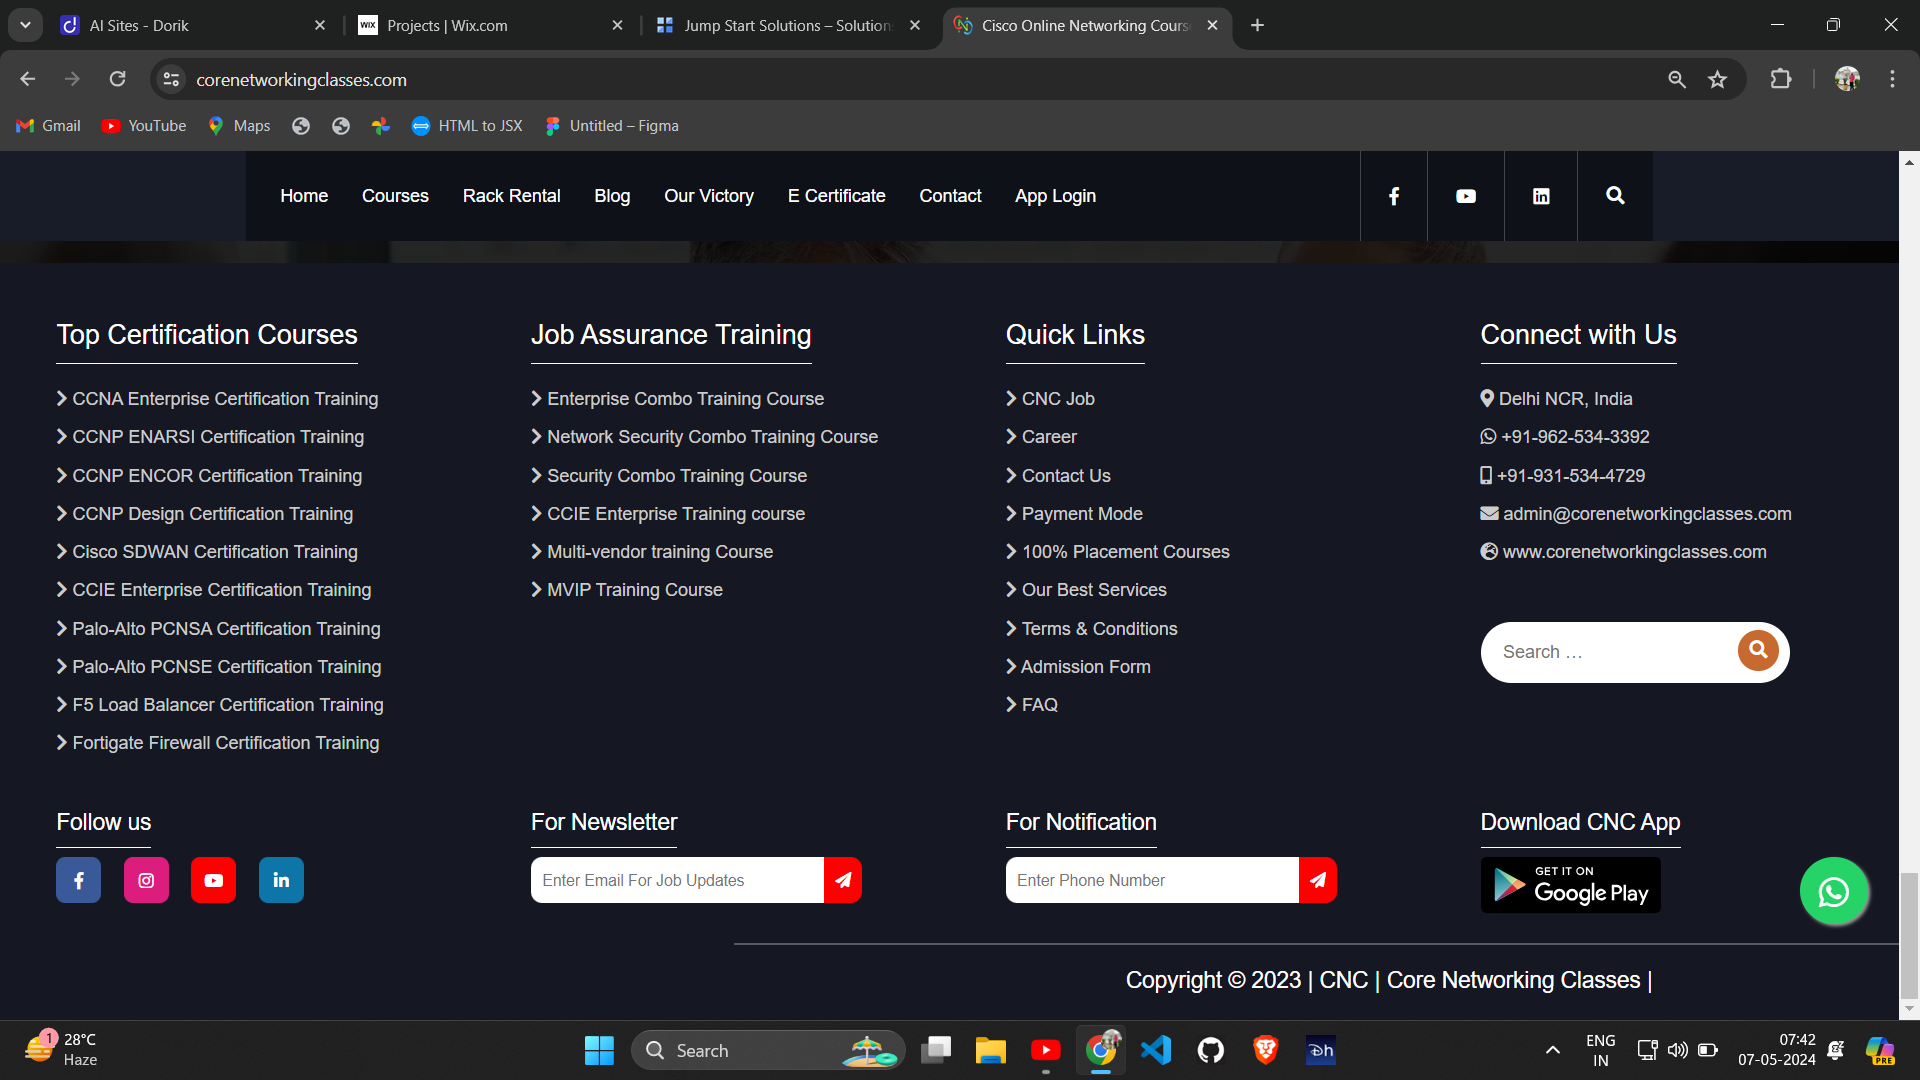 AI Sites - Dorik
WIX Projects | Wix.com
Jump Start Solutions – Solution
Cisco Online Networking Cours
corenetworkingclasses.com
Gmail YouTube Maps HTML to JSX Untitled – Figma
Home Courses Rack Rental Blog Our Victory E Certificate Contact App Login
Top Certification Courses
CCNA Enterprise Certification Training
CCNP ENARSI Certification Training
CCNP ENCOR Certification Training
CCNP Design Certification Training
Cisco SDWAN Certification Training
CCIE Enterprise Certification Training
Palo-Alto PCNSA Certification Training
Palo-Alto PCNSE Certification Training
F5 Load Balancer Certification Training
Fortigate Firewall Certification Training
Job Assurance Training
Enterprise Combo Training Course
Network Security Combo Training Course
Security Combo Training Course
CCIE Enterprise Training course
Multi-vendor training Course
MVIP Training Course
Quick Links
CNC Job
Career
Contact Us
Payment Mode
100% Placement Courses
Our Best Services
Terms & Conditions
Admission Form
FAQ
Connect with Us
Delhi NCR, India
+91-962-534-3392
+91-931-534-4729
admin@corenetworkingclasses.com
www.corenetworkingclasses.com
Search …
Follow us
For Newsletter
Enter Email For Job Updates
For Notification
Enter Phone Number
Download CNC App
GET IT ON
Google Play
Copyright © 2023 | CNC | Core Networking Classes |
1
28°C
Haze
Search
Dh
ENG
IN
07:42
07-05-2024
PRE